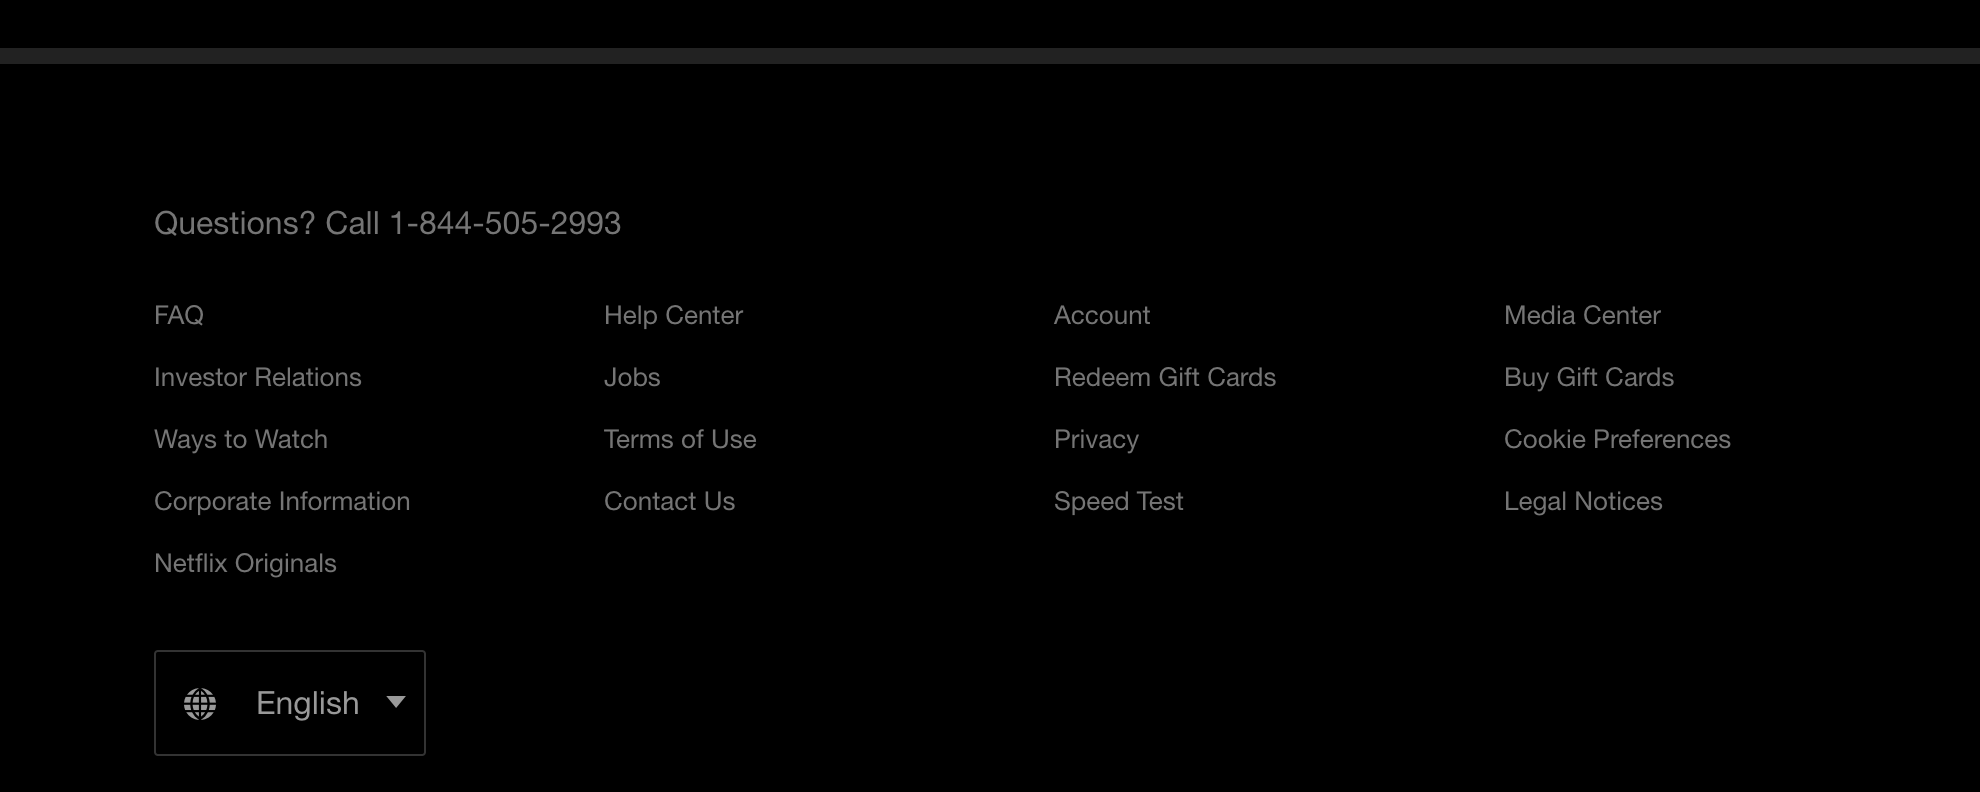 Questions? Call 1-844-505-2993
FAQ
Help Center
Account
Media Center
Investor Relations
Jobs
Redeem Gift Cards
Buy Gift Cards
Ways to Watch
Terms of Use
Privacy
Cookie Preferences
Corporate Information
Contact Us
Speed Test
Legal Notices
Netflix Originals
English